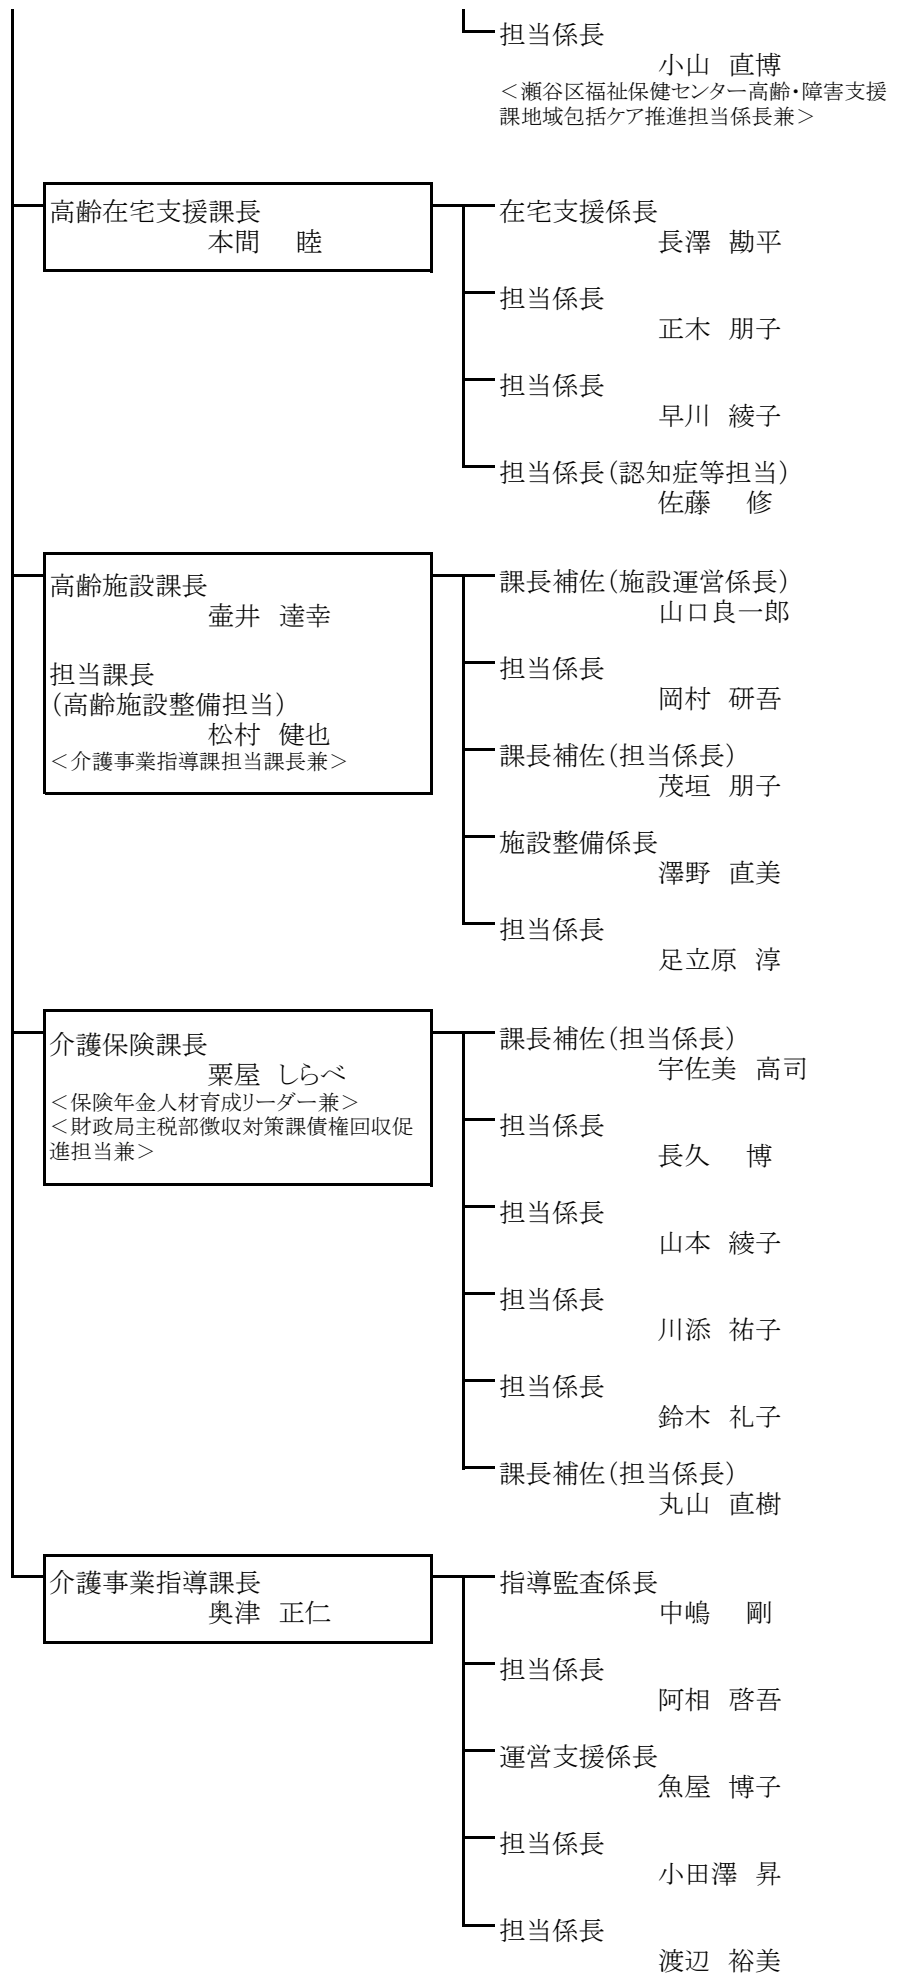 担当係長
小山 直博
＜瀬谷区福祉保健センター高齢・障害支援
課地域包括ケア推進担当係長兼＞
高齢在宅支援課長
本間 睦
在宅支援係長
長澤 勘平
担当係長
正木 朋子
担当係長
早川 綾子
担当係長（認知症等担当）
佐藤 修
高齢施設課長
壷井 達幸
担当課長
（高齢施設整備担当）
松村 健也
＜介護事業指導課担当課長兼＞
課長補佐（施設運営係長）
山口良一郎
担当係長
岡村 研吾
課長補佐（担当係長）
茂垣 朋子
施設整備係長
澤野 直美
担当係長
足立原 淳
介護保険課長
粟屋 しらべ
＜保険年金人材育成リーダー兼＞
＜財政局主税部徴収対策課債権回収促
進担当兼＞
課長補佐（担当係長）
宇佐美 高司
担当係長
長久 博
担当係長
山本 綾子
担当係長
川添 祐子
担当係長
鈴木 礼子
課長補佐（担当係長）
丸山 直樹
介護事業指導課長
奥津 正仁
指導監査係長
中嶋 剛
担当係長
阿相 啓吾
運営支援係長
魚屋 博子
担当係長
小田澤 昇
担当係長
渡辺 裕美